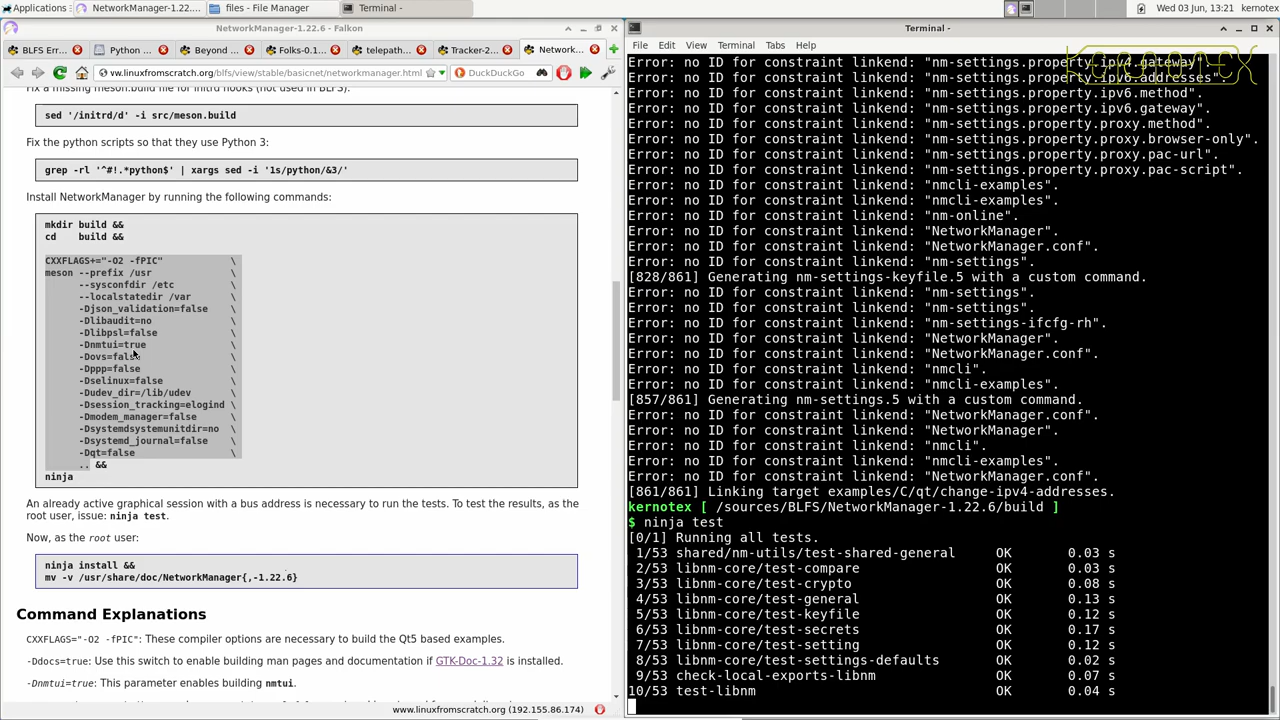 Applications
NetworkManager-1.22....
files - File Manager
Terminal -
Wed 03 Jun, 13:21
kernotex
NetworkManager-1.22.6 - Falkon
BLFS Err...
Python ...
Beyond ...
Folks-0.1...
telepath...
Tracker-2...
Network...
ww.linuxfromscratch.org/blfs/view/stable/basicnet/networkmanager.html
DuckDuckGo
Fix a missing meson.build file for initrd hooks (not used in BLFS):
sed '/initrd/d' -i src/meson.build
Fix the python scripts so that they use Python 3:
grep -rl '^#!.*python$' | xargs sed -i '1s/python/&3/'
Install NetworkManager by running the following commands:
mkdir build &&
cd    build &&
CXXFLAGS+="-O2 -fPIC"            \
meson --prefix /usr              \
      --sysconfdir /etc          \
      --localstatedir /var       \
      -Djson_validation=false    \
      -Dlibaudit=no              \
      -Dlibpsl=false             \
      -Dnmtui=true               \
      -Dovs=false                \
      -Dppp=false                \
      -Dselinux=false            \
      -Dudev_dir=/lib/udev       \
      -Dsession_tracking=elogind \
      -Dmodem_manager=false      \
      -Dsystemdsystemunitdir=no  \
      -Dsystemd_journal=false    \
      -Dqt=false                 \
      .. &&
ninja
An already active graphical session with a bus address is necessary to run the tests. To test the results, as the
root user, issue: ninja test.
Now, as the root user:
ninja install &&
mv -v /usr/share/doc/NetworkManager{,-1.22.6}
Command Explanations
CXXFLAGS="-O2 -fPIC": These compiler options are necessary to build the Qt5 based examples.
-Ddocs=true: Use this switch to enable building man pages and documentation if GTK-Doc-1.32 is installed.
-Dnmtui=true: This parameter enables building nmtui.
www.linuxfromscratch.org (192.155.86.174)
Terminal -
File Edit View Terminal Tabs Help
KernoteX
Error: no ID for constraint linkend: "nm-settings.property.ipv4.gateway".
Error: no ID for constraint linkend: "nm-settings.property.ipv6.addresses".
Error: no ID for constraint linkend: "nm-settings.property.ipv6.method".
Error: no ID for constraint linkend: "nm-settings.property.ipv6.gateway".
Error: no ID for constraint linkend: "nm-settings.property.proxy.method".
Error: no ID for constraint linkend: "nm-settings.property.proxy.browser-only".
Error: no ID for constraint linkend: "nm-settings.property.proxy.pac-url".
Error: no ID for constraint linkend: "nm-settings.property.proxy.pac-script".
Error: no ID for constraint linkend: "nmcli-examples".
Error: no ID for constraint linkend: "nmcli-examples".
Error: no ID for constraint linkend: "nm-online".
Error: no ID for constraint linkend: "NetworkManager".
Error: no ID for constraint linkend: "NetworkManager.conf".
Error: no ID for constraint linkend: "nm-settings".
[828/861] Generating nm-settings-keyfile.5 with a custom command.
Error: no ID for constraint linkend: "nm-settings".
Error: no ID for constraint linkend: "nm-settings".
Error: no ID for constraint linkend: "nm-settings-ifcfg-rh".
Error: no ID for constraint linkend: "NetworkManager".
Error: no ID for constraint linkend: "NetworkManager.conf".
Error: no ID for constraint linkend: "nmcli".
Error: no ID for constraint linkend: "nmcli-examples".
[857/861] Generating nm-settings.5 with a custom command.
Error: no ID for constraint linkend: "NetworkManager.conf".
Error: no ID for constraint linkend: "NetworkManager".
Error: no ID for constraint linkend: "nmcli".
Error: no ID for constraint linkend: "nmcli-examples".
Error: no ID for constraint linkend: "NetworkManager.conf".
[861/861] Linking target examples/C/qt/change-ipv4-addresses.
kernotex [ /sources/BLFS/NetworkManager-1.22.6/build ]
$ ninja test
[0/1] Running all tests.
 1/53 shared/nm-utils/test-shared-general     OK       0.03 s
 2/53 libnm-core/test-compare                 OK       0.03 s
 3/53 libnm-core/test-crypto                  OK       0.08 s
 4/53 libnm-core/test-general                 OK       0.13 s
 5/53 libnm-core/test-keyfile                 OK       0.12 s
 6/53 libnm-core/test-secrets                 OK       0.17 s
 7/53 libnm-core/test-setting                 OK       0.12 s
 8/53 libnm-core/test-settings-defaults       OK       0.02 s
 9/53 check-local-exports-libnm               OK       0.07 s
10/53 test-libnm                              OK       0.04 s